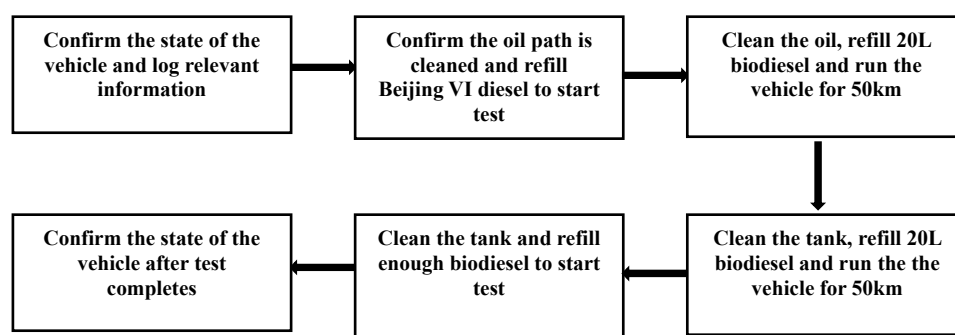 Confirm the state of the
vehicle and log relevant
information
Confirm the oil path is
cleaned and refill
Beijing VI diesel to start
test
Clean the oil, refill 20L
biodiesel and run the
vehicle for 50km
Clean the tank, refill 20L
biodiesel and run the the
vehicle for 50km
Clean the tank and refill
enough biodiesel to start
test
Confirm the state of the
vehicle after test
completes